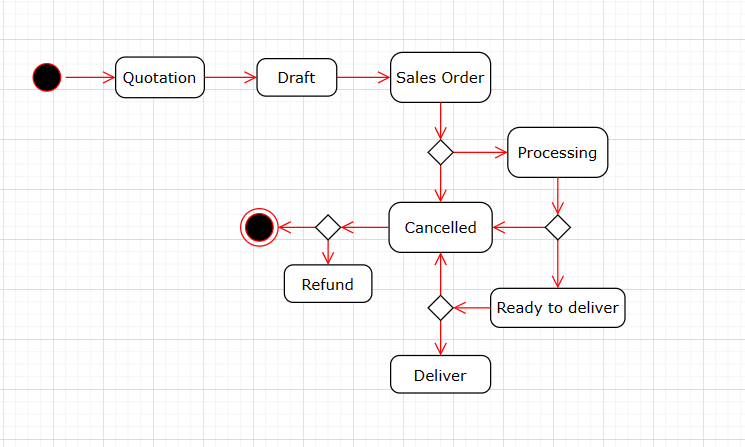 Quotation
Draft
Sales Order
Processing
Cancelled
Refund
Ready to deliver
Deliver